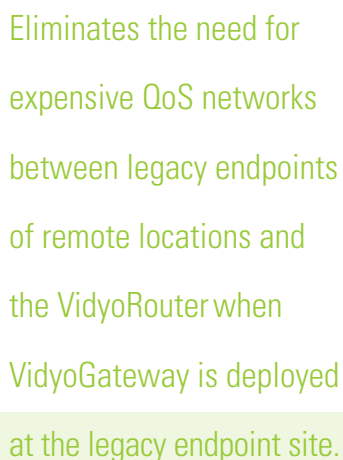 Eliminates the need for
expensive QoS networks
between legacy endpoints
of remote locations and
the VidyoRouter when
VidyoGateway is deployed
at the legacy endpoint site.